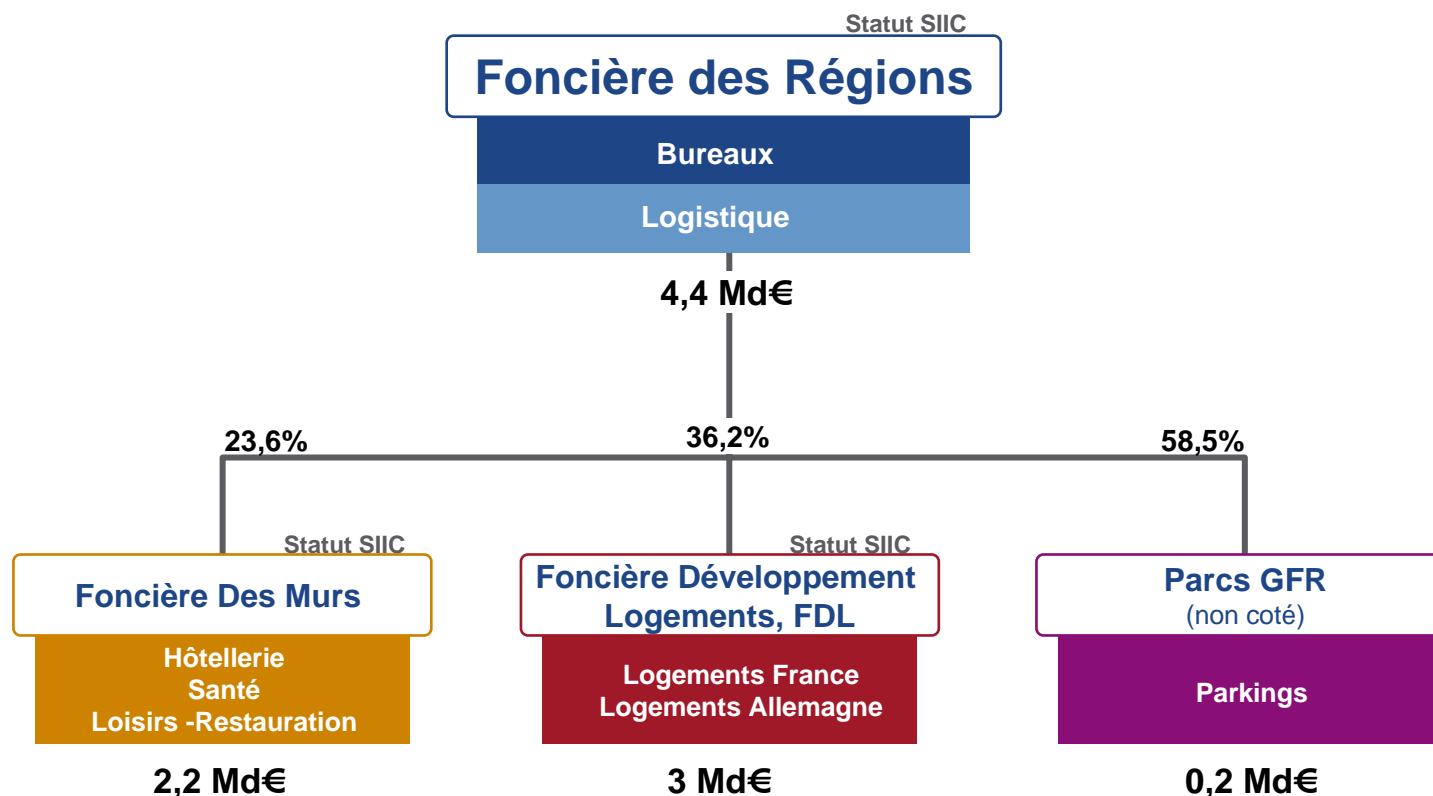 Statut SIIC
Foncière des Régions
Bureaux
Logistique
4,4 Md€
23,6%
36,2%
58,5%
Statut SIIC
Foncière Des Murs
Hôtellerie
Santé
Loisirs -Restauration
2,2 Md€
Statut SIIC
Foncière Développement
Logements, FDL
Logements France
Logements Allemagne
3 Md€
Parcs GFR
(non coté)
Parkings
0,2 Md€